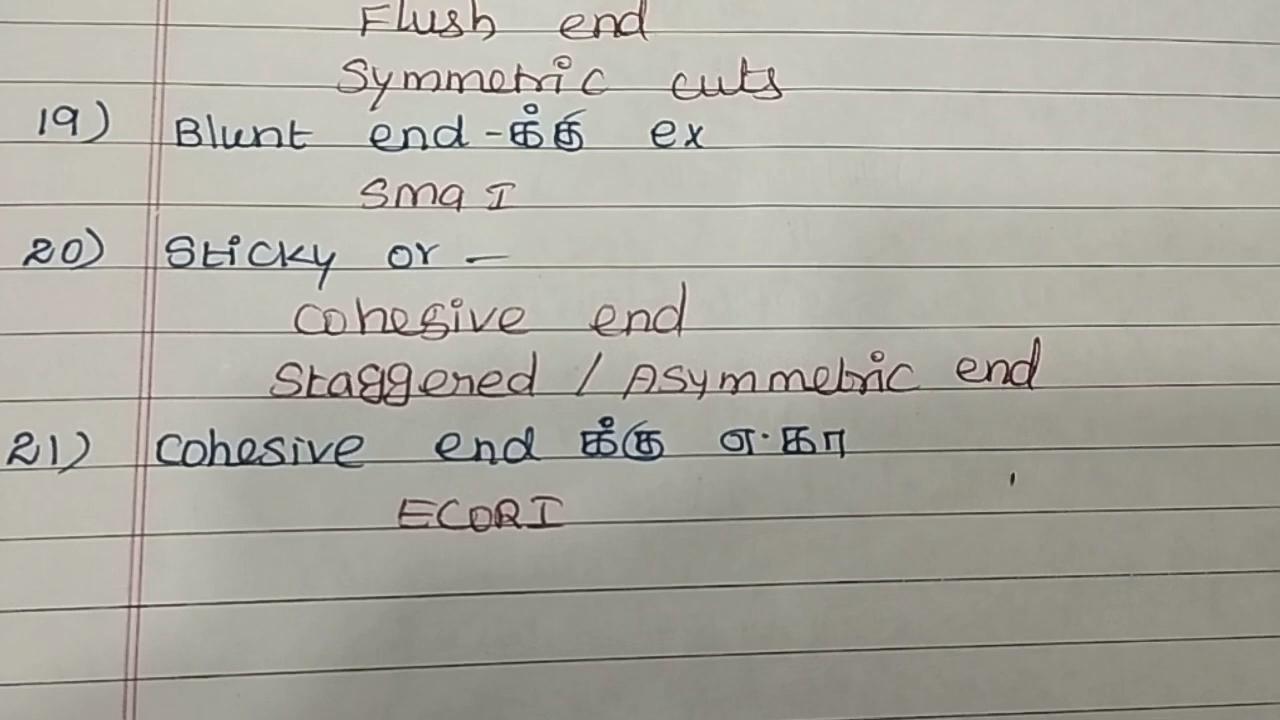 Flush end
Symmetric cuts
19) Blunt end - க்கு ex
Sma I
20) Sticky or —
Cohesive end
Staggered / Asymmetric end
21) Cohesive end க்கு எ.கா
ECORI